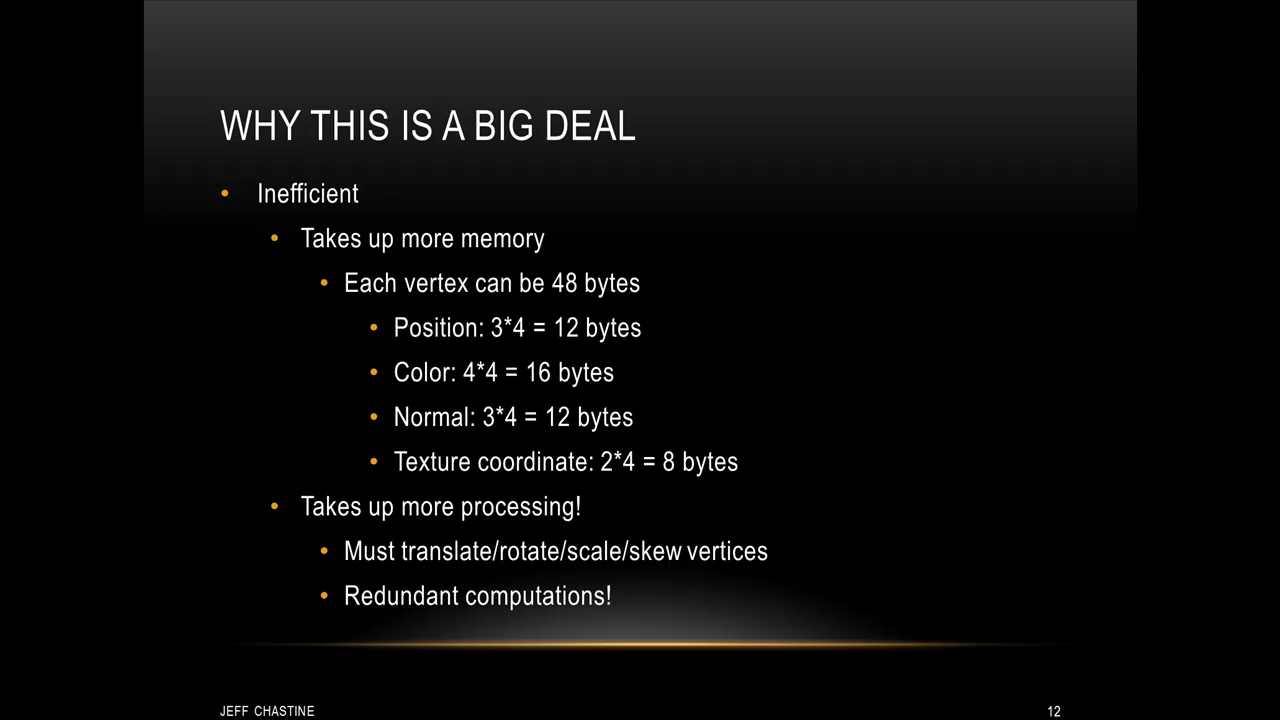 WHY THIS IS A BIG DEAL
• Inefficient
• Takes up more memory
• Each vertex can be 48 bytes
• Position: 3*4 = 12 bytes
• Color: 4*4 = 16 bytes
• Normal: 3*4 = 12 bytes
• Texture coordinate: 2*4 = 8 bytes
• Takes up more processing!
• Must translate/rotate/scale/skew vertices
• Redundant computations!
JEFF CHASTINE
12